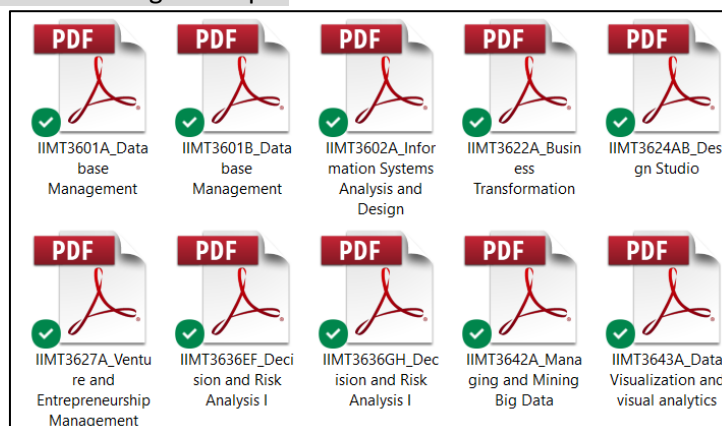 PDF
PDF
PDF
PDF
PDF
IIMT3601A_Data
base
Management
IIMT3601B_Data
base
Management
IIMT3602A_Infor
mation Systems
Analysis and
Design
IIMT3622A_Busin
ess
Transformation
IIMT3624AB_Des
gn Studio
PDF
PDF
PDF
PDF
PDF
IIMT3627A_Ventu
re and
Entrepreneurship
Management
IIMT3636EF_Deci
sion and Risk
Analysis I
IIMT3636GH_Dec
ision and Risk
Analysis I
IIMT3642A_Mana
ging and Mining
Big Data
IIMT3643A_Data
Visualization and
visual analytics